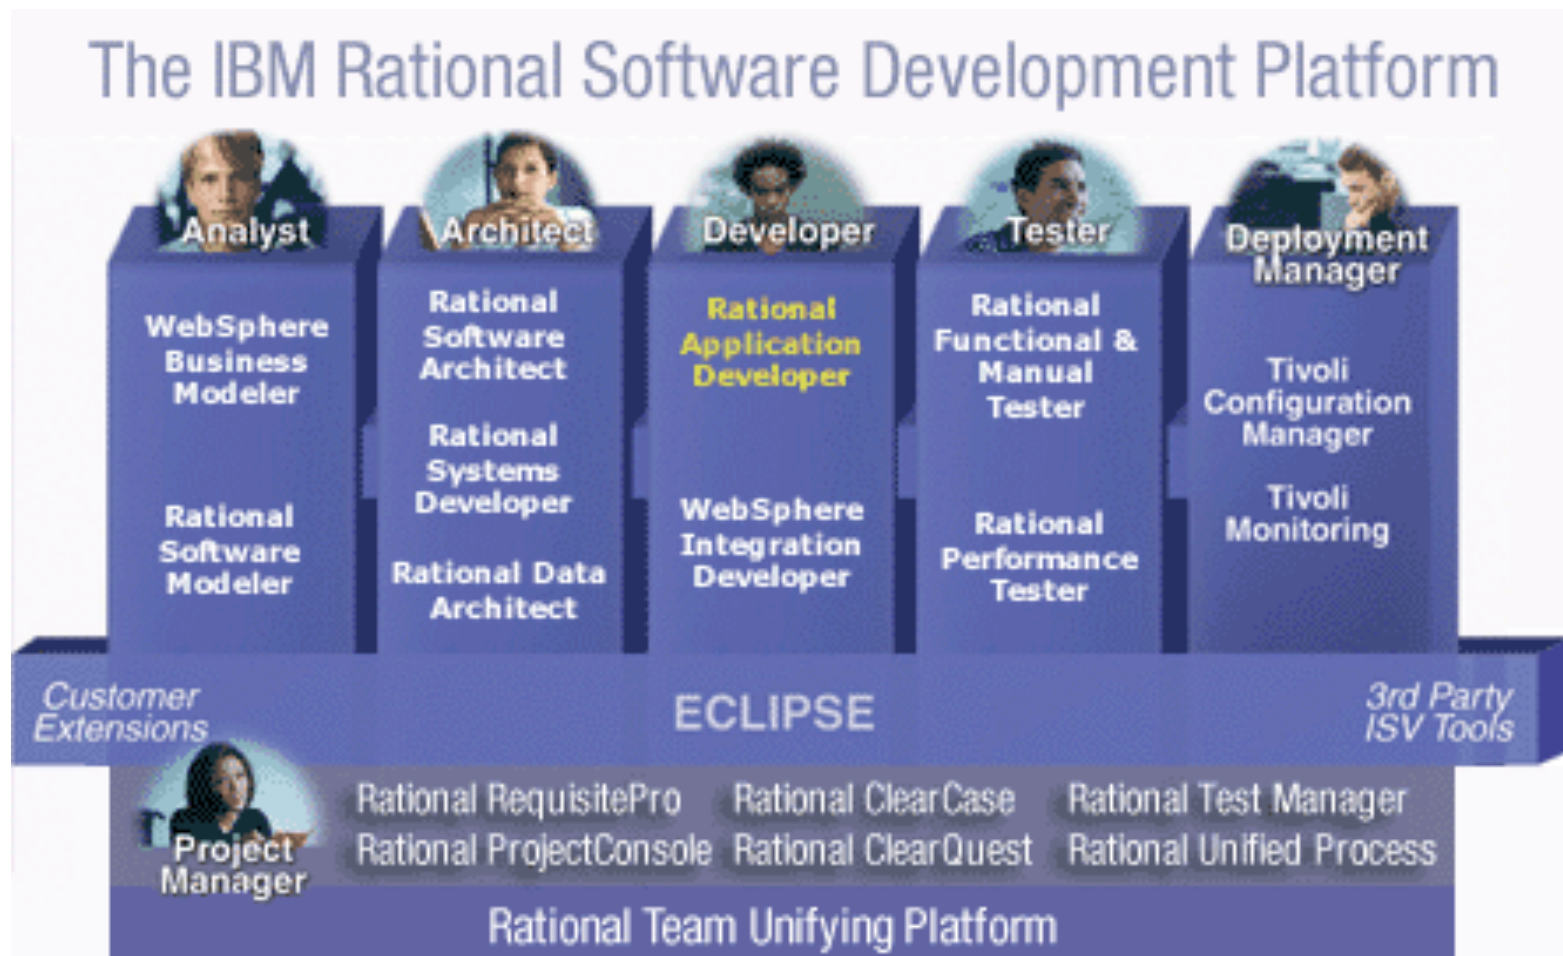 The IBM Rational Software Development Platform
Analyst
WebSphere
Business
Modeler
Rational
Software
Modeler
Architect
Rational
Software
Architect
Rational
Systems
Developer
Rational Data
Architect
Developer
Rational
Application
Developer
WebSphere
Integration
Developer
Tester
Rational
Functional &
Manual
Tester
Rational
Performance
Tester
Deployment
Manager
Tivoli
Configuration
Manager
Tivoli
Monitoring
Customer
Extensions
ECLIPSE
3rd Party
ISV Tools
Project
Manager
Rational RequisitePro
Rational ClearCase
Rational Test Manager
Rational ProjectConsole
Rational ClearQuest
Rational Unified Process
Rational Team Unifying Platform